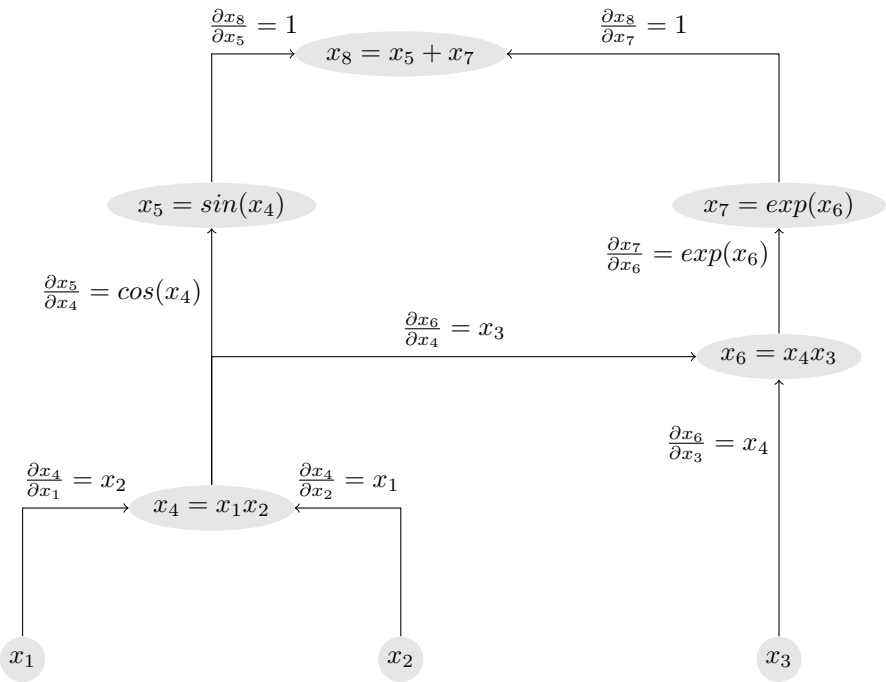 ∂x₈/∂x₅ = 1
∂x₈/∂x₇ = 1
x₈ = x₅ + x₇
x₅ = sin(x₄)
x₇ = exp(x₆)
∂x₇/∂x₆ = exp(x₆)
∂x₅/∂x₄ = cos(x₄)
∂x₆/∂x₄ = x₃
x₆ = x₄x₃
∂x₆/∂x₃ = x₄
∂x₄/∂x₁ = x₂
∂x₄/∂x₂ = x₁
x₄ = x₁x₂
x₁
x₂
x₃